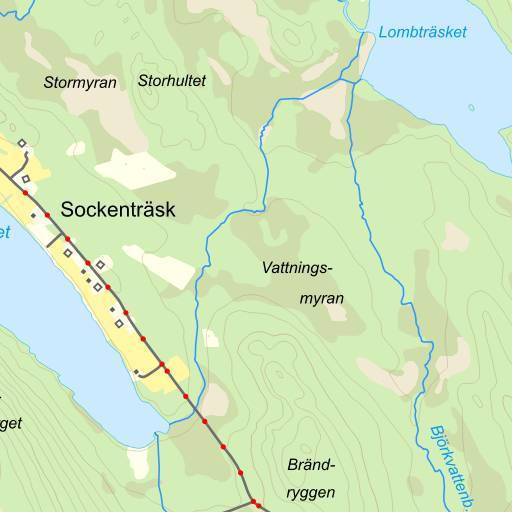 Lombträsket
Stormyran
Storhultet
Sockenträsk
et
Vattnings-
myran
get
Björkvattenb.
Bränd-
ryggen